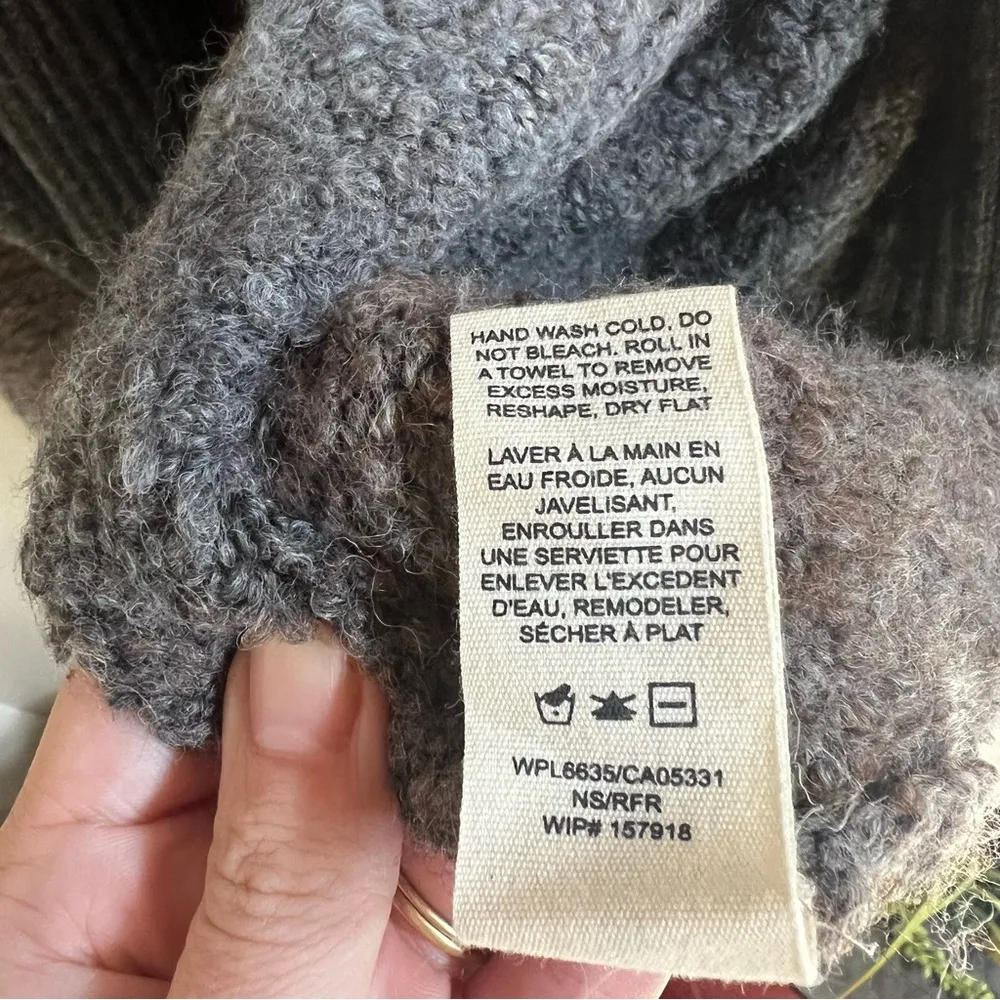 HAND WASH COLD, DO
NOT BLEACH. ROLL IN
A TOWEL TO REMOVE
EXCESS MOISTURE,
RESHAPE, DRY FLAT
LAVER À LA MAIN EN
EAU FROIDE, AUCUN
JAVELISANT,
ENROULLER DANS
UNE SERVIETTE POUR
ENLEVER L'EXCEDENT
D'EAU, REMODELER,
SÉCHER À PLAT
WPL6635/CA05331
NS/RFR
WIP# 157918